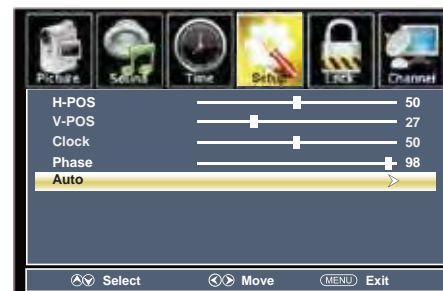 Picture Sound Time Setup Lock Channel
H-POS 50
V-POS 27
Clock 50
Phase 98
Auto
Select Move MENU Exit